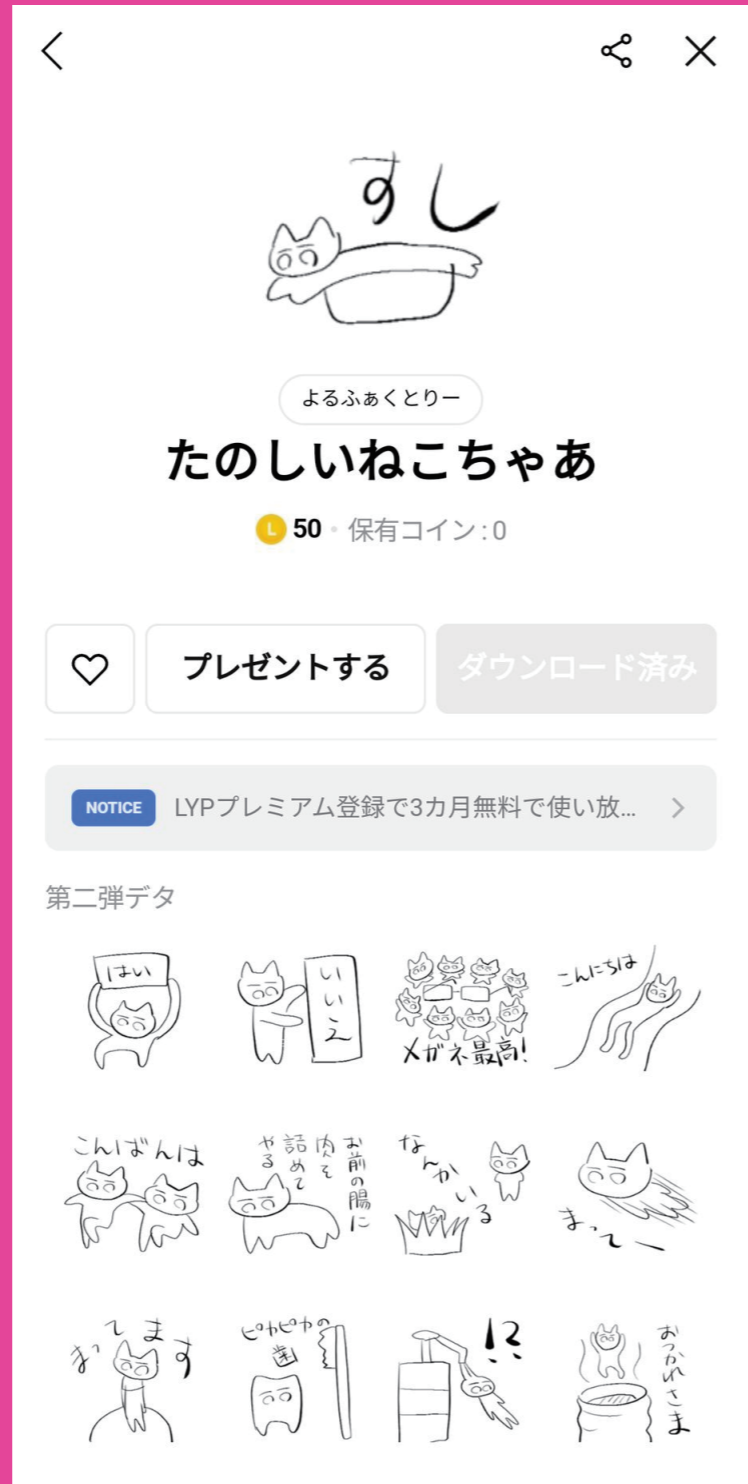 すし
よるふぁくとりー
たのしいねこちゃあ
L 50 • 保有コイン : 0
プレゼントする
ダウンロード済み
NOTICE LYPプレミアム登録で3カ月無料で使い放...
第二弾デタ
はい
いいえ
メガネ最高!
こんにちは
こんばんは
お前の腸に
肉を
詰めて
やる
なんかいる
まってー
まってます
ピカピカの
歯
!?
おつかれさま